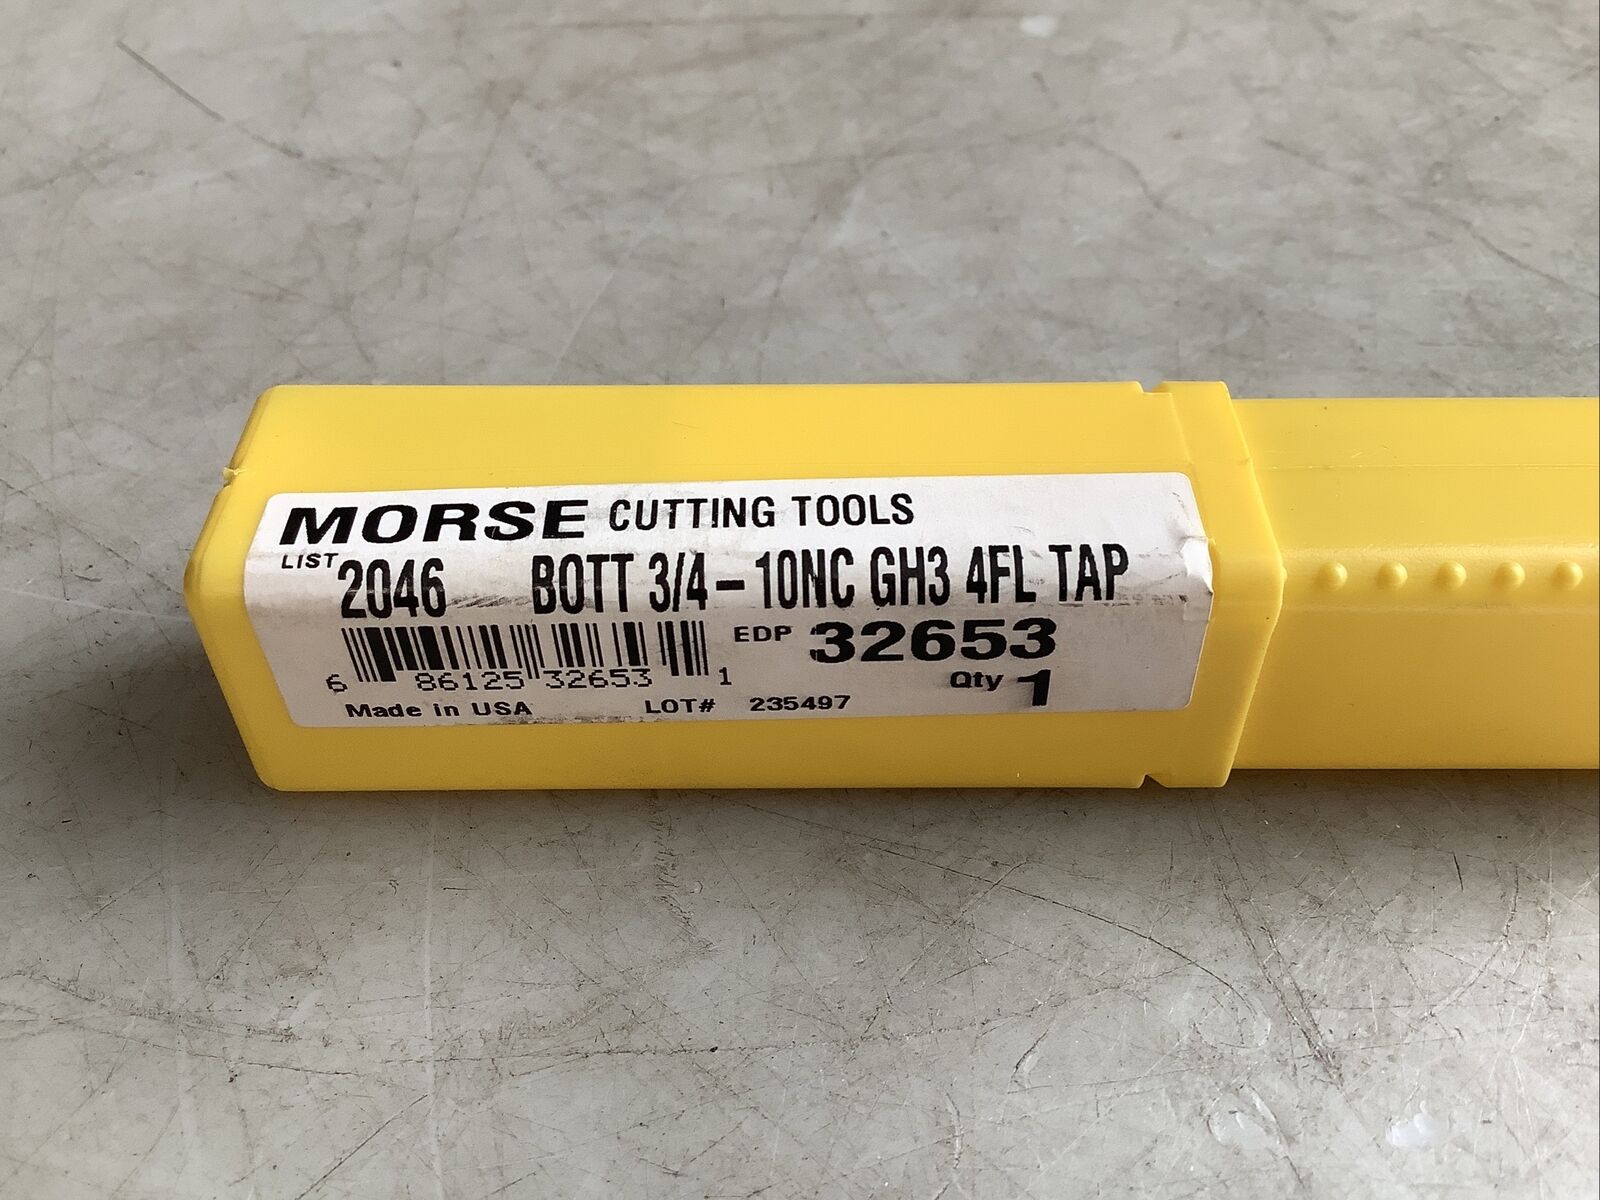 MORSE CUTTING TOOLS
LIST 2046 BOTT 3/4-10NC GH3 4FL TAP
EDP 32653
6 86125 32653 1
Qty 1
Made in USA LOT# 235497